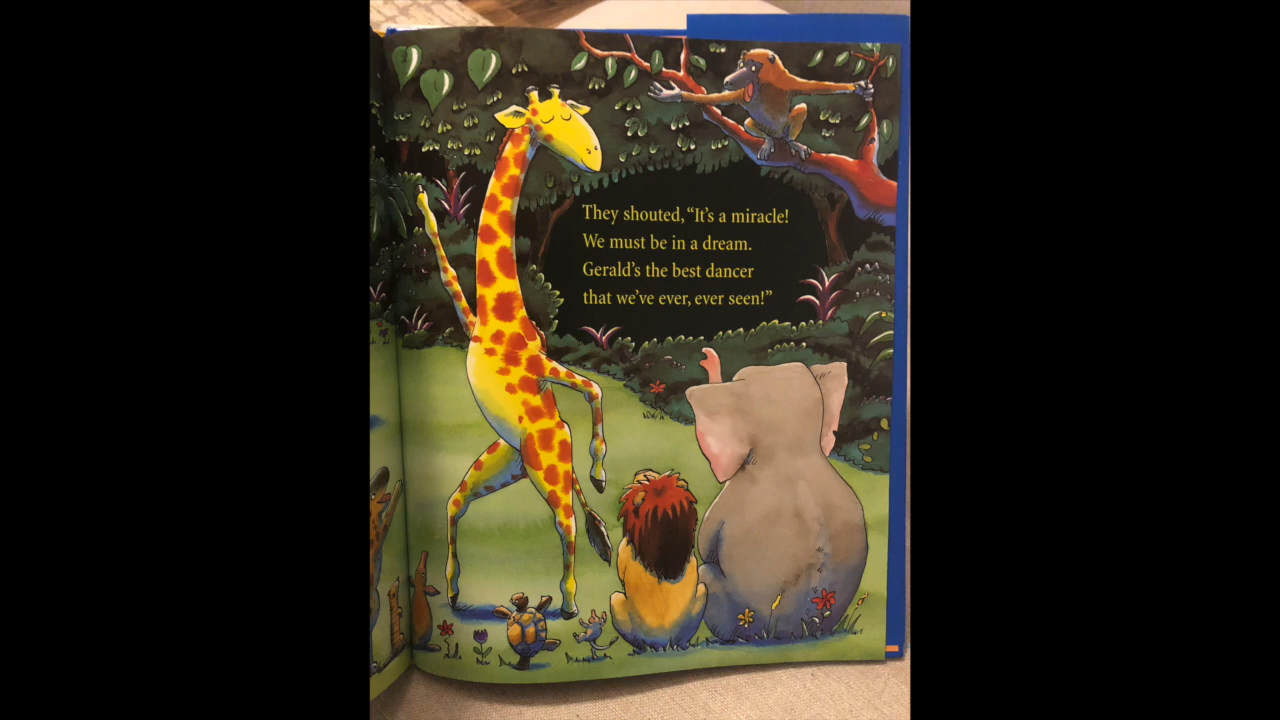 They shouted, “It’s a miracle!
We must be in a dream.
Gerald’s the best dancer
that we’ve ever, ever seen!”